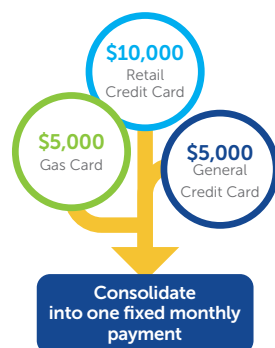 $10,000
Retail
Credit Card
$5,000
Gas Card
$5,000
General
Credit Card
Consolidate
into one fixed monthly
payment